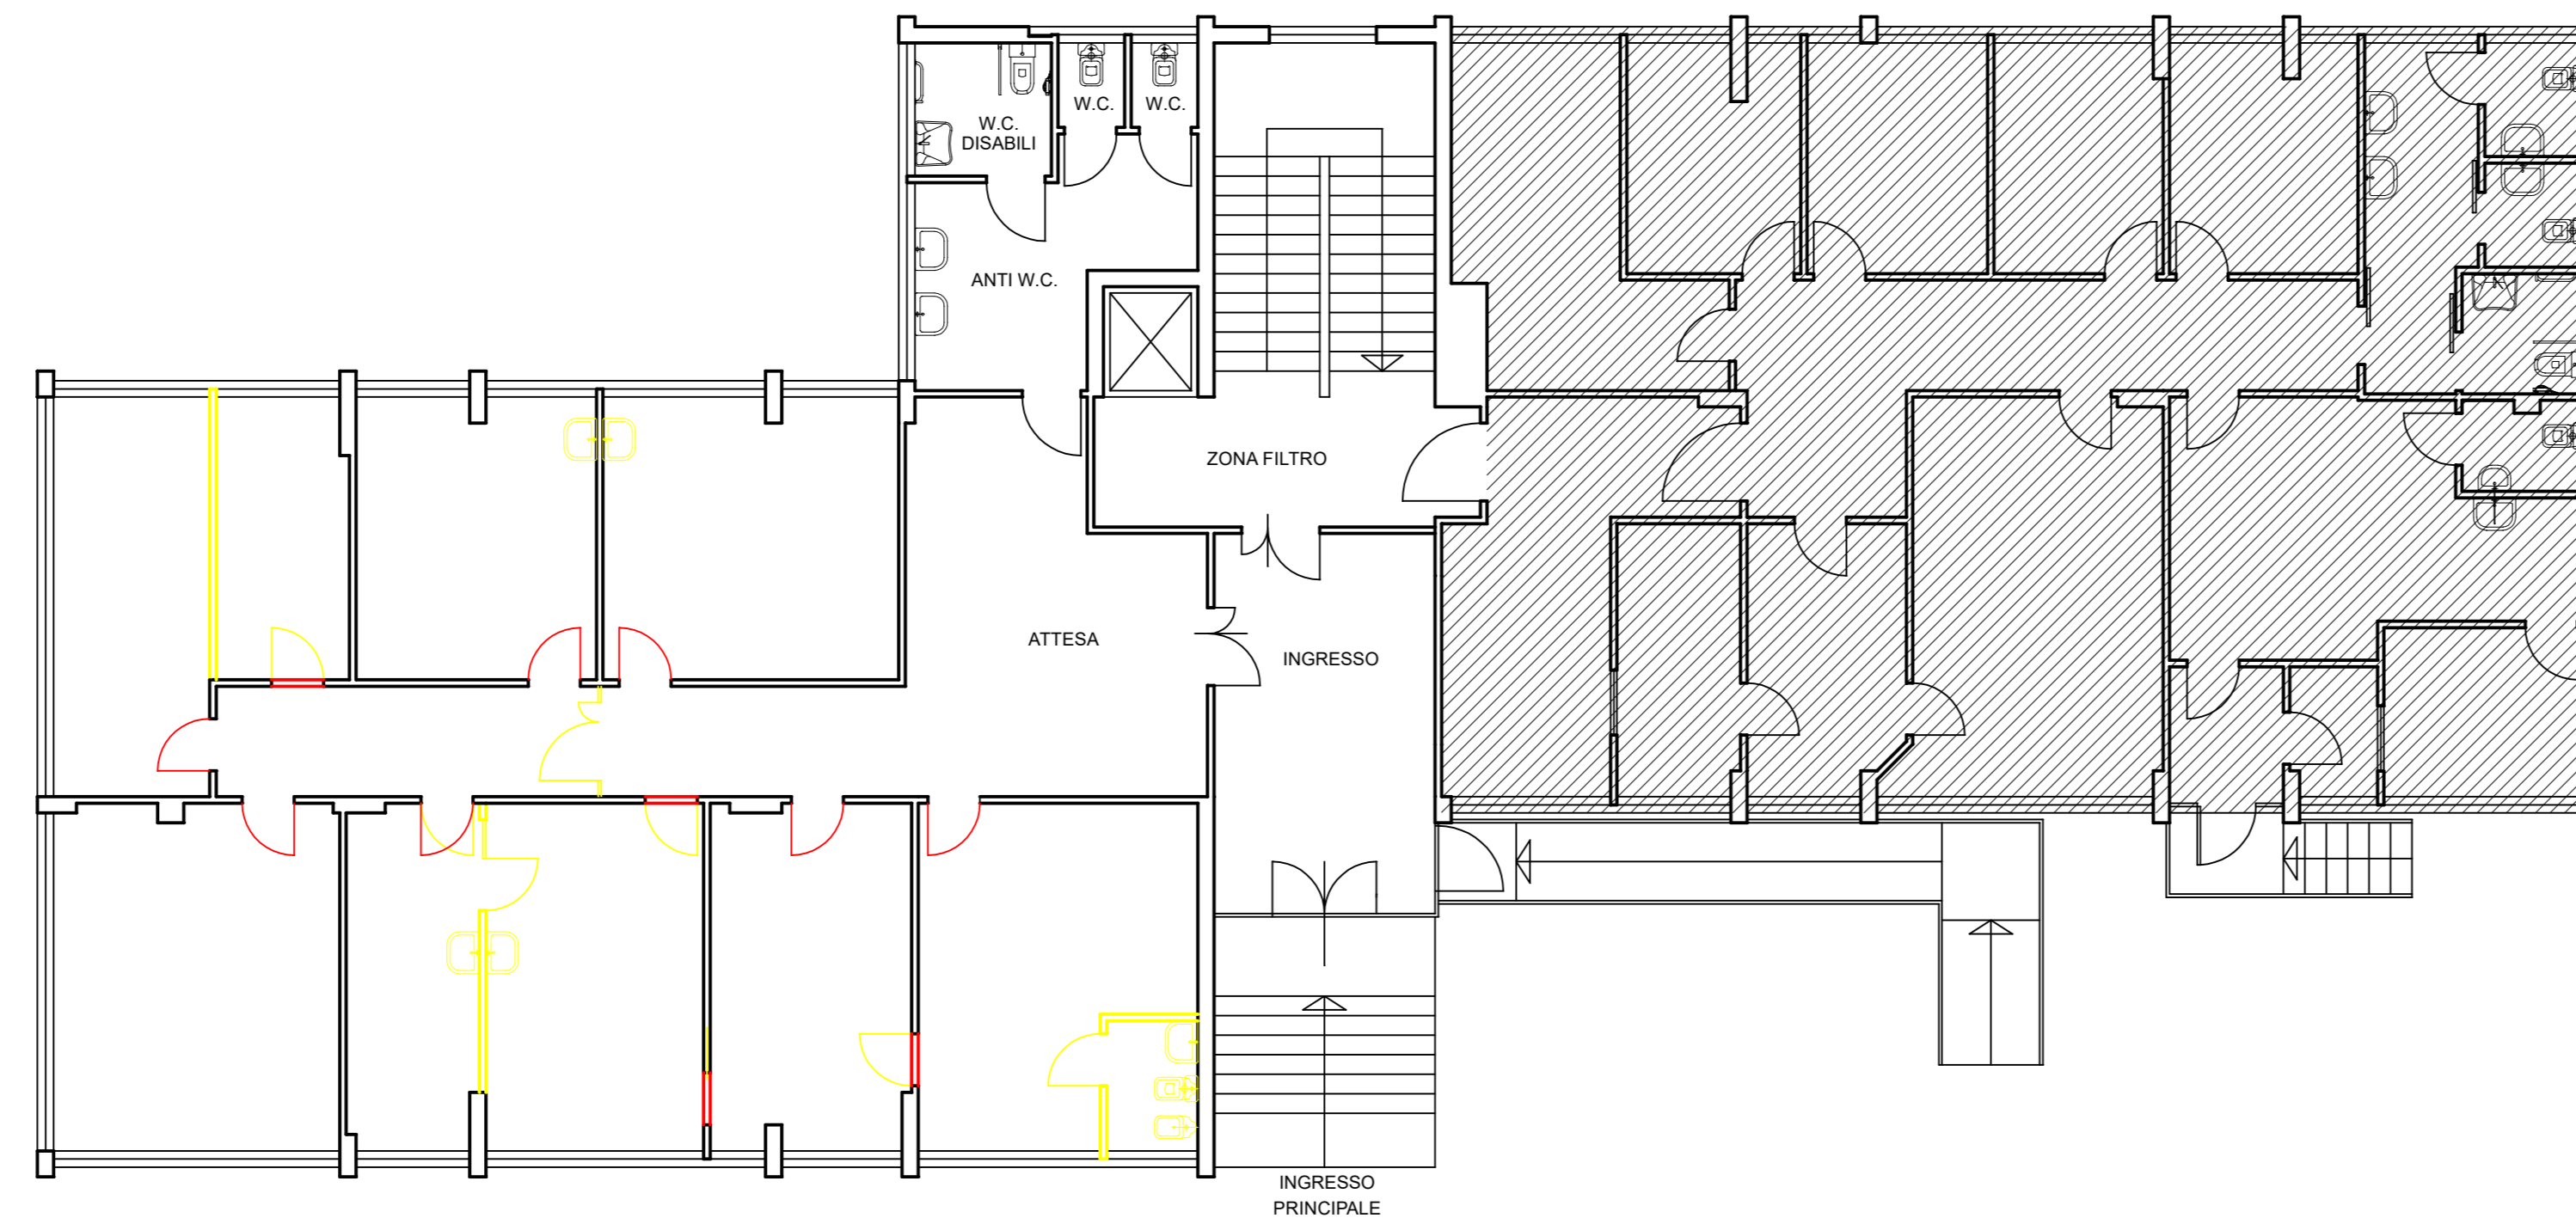 W.C.
W.C.
W.C.
DISABILI
ANTI W.C.
ZONA FILTRO
ATTESA
INGRESSO
INGRESSO
PRINCIPALE